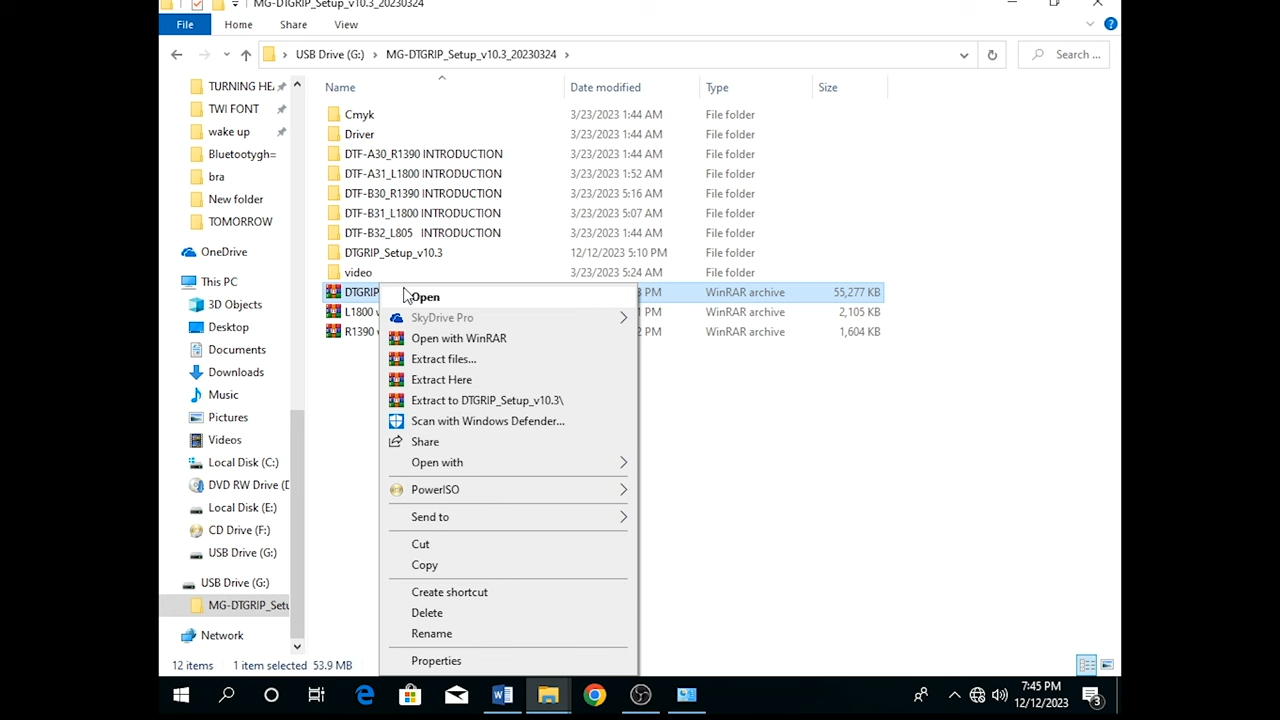 MG-DTGRIP_Setup_v10.3_20230324
File Home Share View
USB Drive (G:) MG-DTGRIP_Setup_v10.3_20230324 Search ...
Name Date modified Type Size
TURNING HEA
TWI FONT
wake up
Bluetootygh=
bra
New folder
TOMORROW
OneDrive
This PC
3D Objects
Desktop
Documents
Downloads
Music
Pictures
Videos
Local Disk (C:)
DVD RW Drive (D
Local Disk (E:)
CD Drive (F:)
USB Drive (G:)
USB Drive (G:)
MG-DTGRIP_Setu
Network
Cmyk 3/23/2023 1:44 AM File folder
Driver 3/23/2023 1:44 AM File folder
DTF-A30_R1390 INTRODUCTION 3/23/2023 1:44 AM File folder
DTF-A31_L1800 INTRODUCTION 3/23/2023 1:52 AM File folder
DTF-B30_R1390 INTRODUCTION 3/23/2023 5:16 AM File folder
DTF-B31_L1800 INTRODUCTION 3/23/2023 5:07 AM File folder
DTF-B32_L805 INTRODUCTION 3/23/2023 1:44 AM File folder
DTGRIP_Setup_v10.3 12/12/2023 5:10 PM File folder
video 3/23/2023 5:24 AM File folder
DTGRIP PM WinRAR archive 55,277 KB
L1800 PM WinRAR archive 2,105 KB
R1390 PM WinRAR archive 1,604 KB
Open
SkyDrive Pro
Open with WinRAR
Extract files...
Extract Here
Extract to DTGRIP_Setup_v10.3\
Scan with Windows Defender...
Share
Open with
PowerISO
Send to
Cut
Copy
Create shortcut
Delete
Rename
Properties
12 items 1 item selected 53.9 MB
7:45 PM
12/12/2023
3